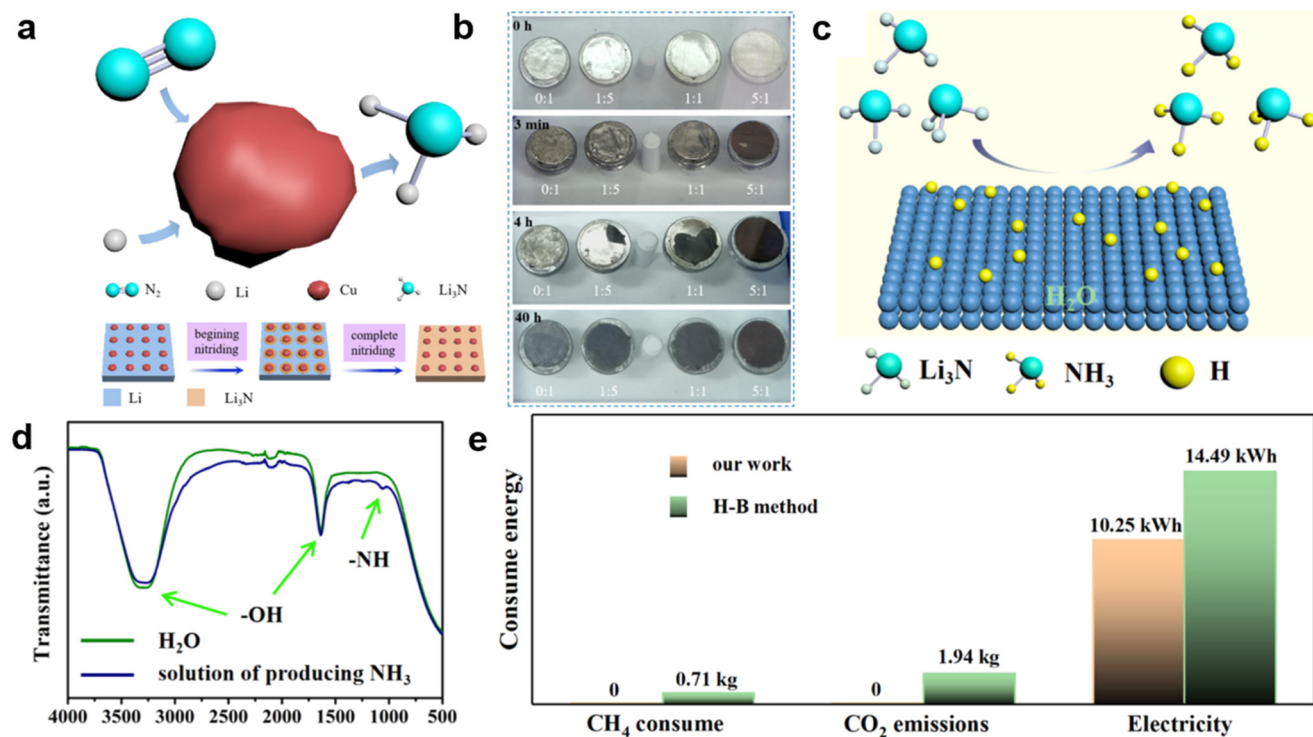 a
N₂
Li
Cu
Li₃N
begining
nitriding
complete
nitriding
Li
Li₃N
b
0 h
0:1
1:5
1:1
5:1
3 min
0:1
1:5
1:1
5:1
4 h
0:1
1:5
1:1
5:1
40 h
0:1
1:5
1:1
5:1
c
H₂O
Li₃N
NH₃
H
d
Transmittance (a.u.)
-NH
-OH
H₂O
solution of producing NH₃
4000 3500 3000 2500 2000 1500 1000 500
e
Consume energy
our work
H-B method
14.49 kWh
10.25 kWh
1.94 kg
0.71 kg
0
0
CH₄ consume
CO₂ emissions
Electricity